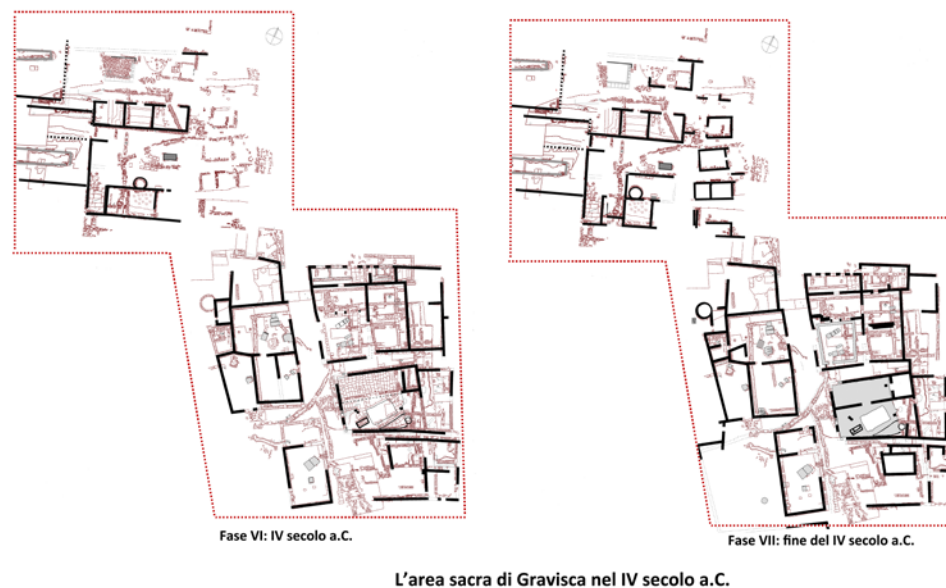 Fase VI: IV secolo a.C.
Fase VII: fine del IV secolo a.C.
L’area sacra di Gravisca nel IV secolo a.C.